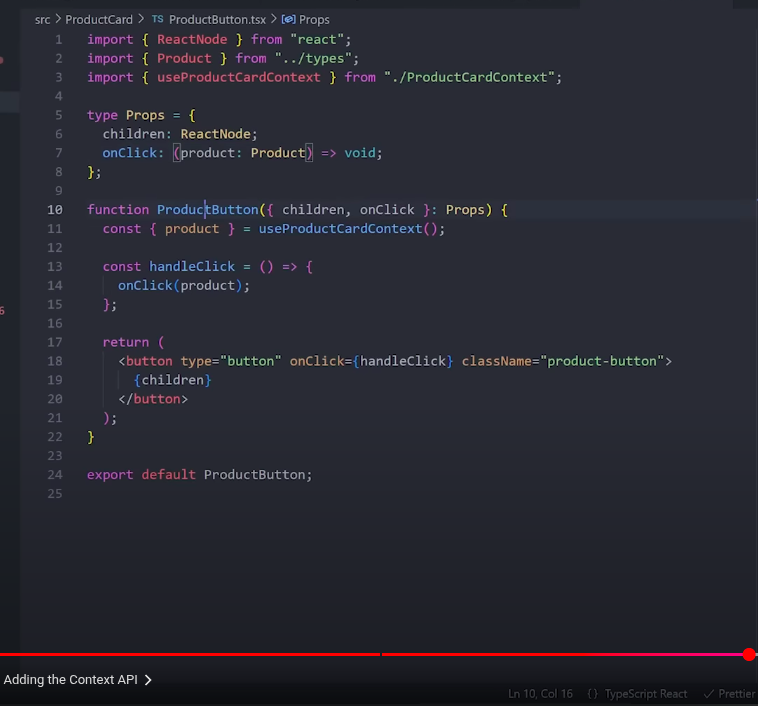 src > ProductCard > TS ProductButton.tsx > Props
1 import { ReactNode } from "react";
2 import { Product } from "../types";
3 import { useProductCardContext } from "./ProductCardContext";
4
5 type Props = {
6   children: ReactNode;
7   onClick: (product: Product) => void;
8 };
9
10 function ProductButton({ children, onClick }: Props) {
11   const { product } = useProductCardContext();
12
13   const handleClick = () => {
14     onClick(product);
15   };
16
17   return (
18     <button type="button" onClick={handleClick} className="product-button">
19       {children}
20     </button>
21   );
22 }
23
24 export default ProductButton;
25
6
Adding the Context API >
Ln 10, Col 16 {} TypeScript React ✓ Prettier